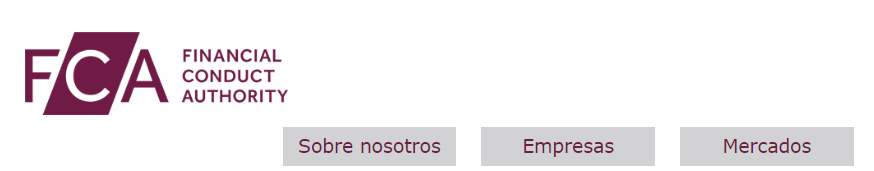 FCA
FINANCIAL
CONDUCT
AUTHORITY
Sobre nosotros
Empresas
Mercados